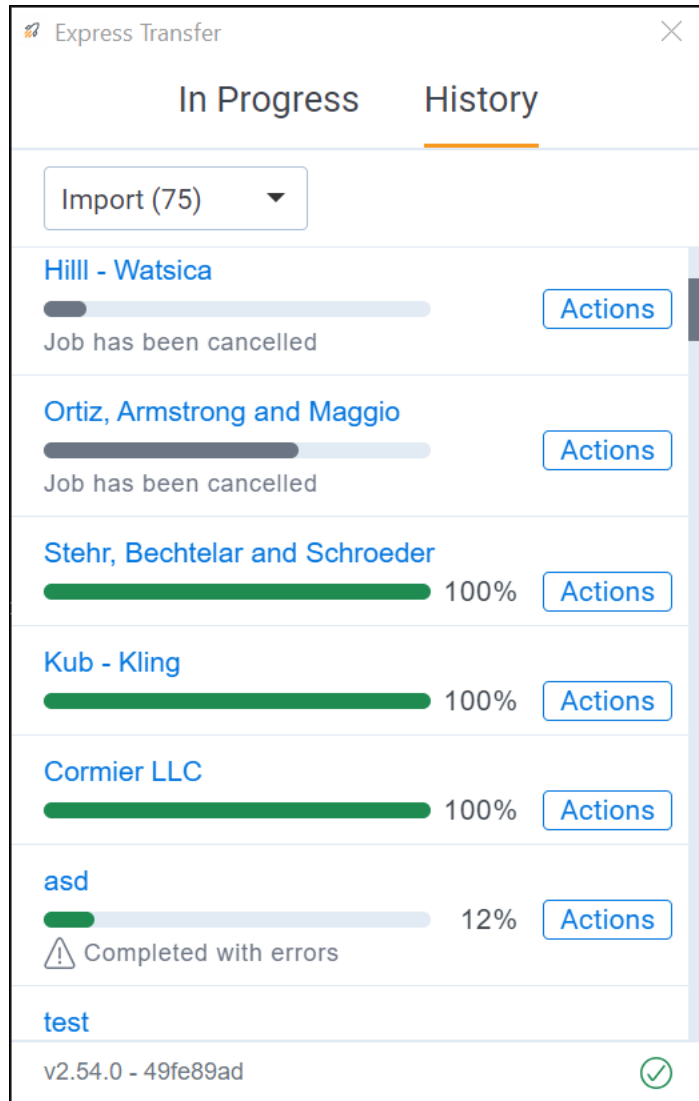 Express Transfer
In Progress History
Import (75)
Hilll - Watsica
Actions
Job has been cancelled
Ortiz, Armstrong and Maggio
Actions
Job has been cancelled
Stehr, Bechtelar and Schroeder
100% Actions
Kub - Kling
100% Actions
Cormier LLC
100% Actions
asd
12% Actions
Completed with errors
test
v2.54.0 - 49fe89ad